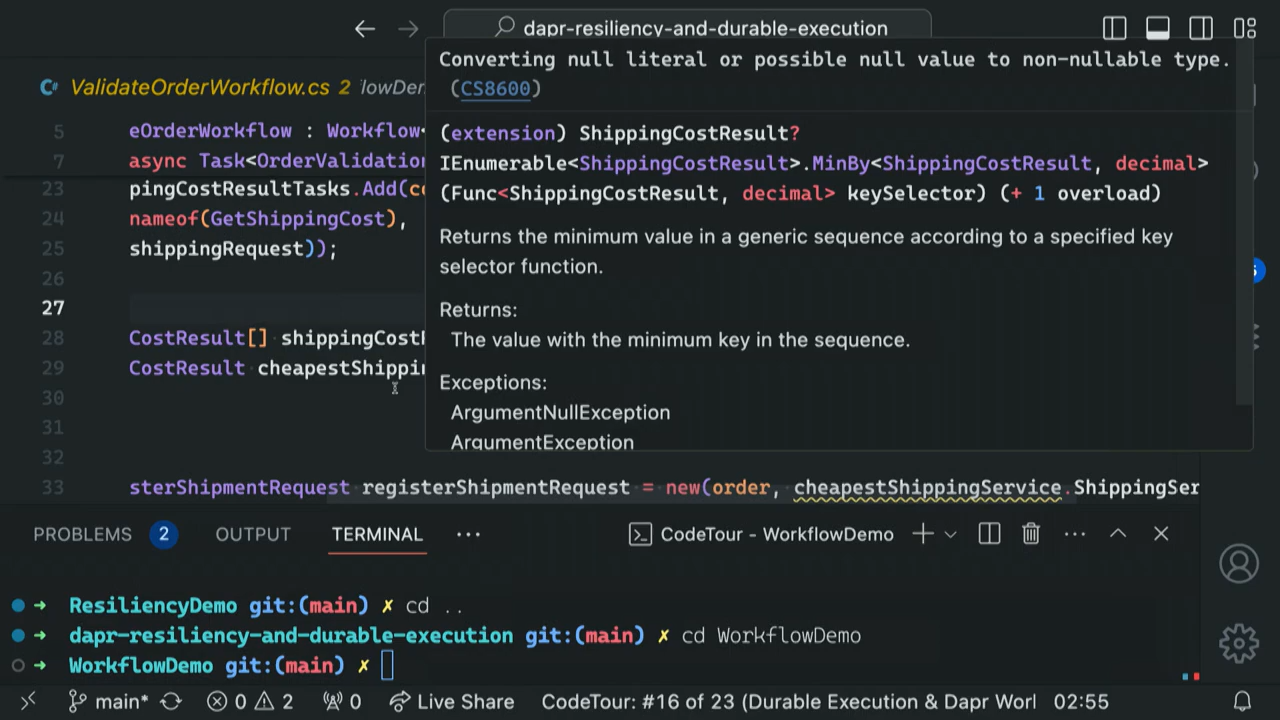 dapr-resiliency-and-durable-execution
ValidateOrderWorkflow.cs 2
Converting null literal or possible null value to non-nullable type.
(CS8600)
(extension) ShippingCostResult?
IEnumerable<ShippingCostResult>.MinBy<ShippingCostResult, decimal>
(Func<ShippingCostResult, decimal> keySelector) (+ 1 overload)
Returns the minimum value in a generic sequence according to a specified key
selector function.
Returns:
The value with the minimum key in the sequence.
Exceptions:
ArgumentNullException
ArgumentException
5 eOrderWorkflow : Workflow<
7 async Task<OrderValidation
23 pingCostResultTasks.Add(co
24 nameof(GetShippingCost),
25 shippingRequest));
26
27
28 CostResult[] shippingCost
29 CostResult cheapestShippin
30
31
32
33 sterShipmentRequest registerShipmentRequest = new(order, cheapestShippingService.ShippingSer
PROBLEMS 2 OUTPUT TERMINAL ··· CodeTour - WorkflowDemo
➜ ResiliencyDemo git:(main) ✗ cd ..
➜ dapr-resiliency-and-durable-execution git:(main) ✗ cd WorkflowDemo
➜ WorkflowDemo git:(main) ✗
main* 0 2 0 Live Share CodeTour: #16 of 23 (Durable Execution & Dapr Worl 02:55